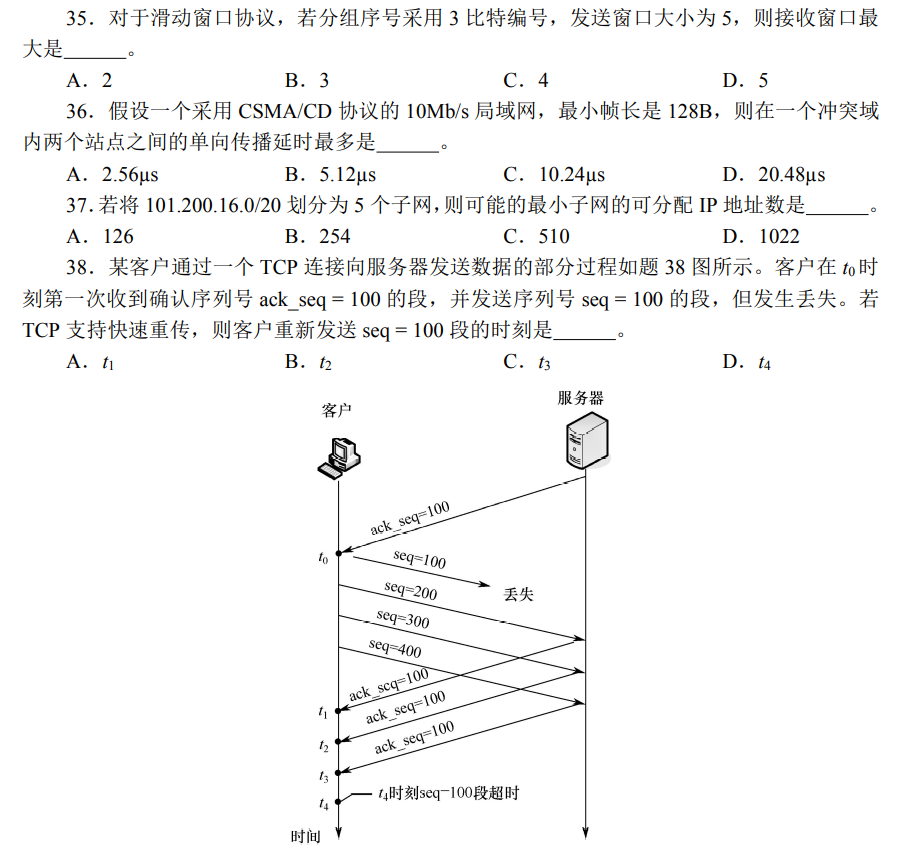 35．对于滑动窗口协议，若分组序号采用 3 比特编号，发送窗口大小为 5，则接收窗口最
大是______。
A．2 B．3 C．4 D．5
36．假设一个采用 CSMA/CD 协议的 10Mb/s 局域网，最小帧长是 128B，则在一个冲突域
内两个站点之间的单向传播延时最多是______。
A．2.56μs B．5.12μs C．10.24μs D．20.48μs
37．若将 101.200.16.0/20 划分为 5 个子网，则可能的最小子网的可分配 IP 地址数是______。
A．126 B．254 C．510 D．1022
38．某客户通过一个 TCP 连接向服务器发送数据的部分过程如题 38 图所示。客户在 t0时
刻第一次收到确认序列号 ack_seq = 100 的段，并发送序列号 seq = 100 的段，但发生丢失。若
TCP 支持快速重传，则客户重新发送 seq = 100 段的时刻是______。
A．t1 B．t2 C．t3 D．t4
服务器
客户
ack_seq=100
t0
seq=100
丢失
seq=200
seq=300
seq=400
ack_scq=100
t1
ack_seq=100
t2
ack_seq=100
t3
t4
t4时刻seq=100段超时
时间